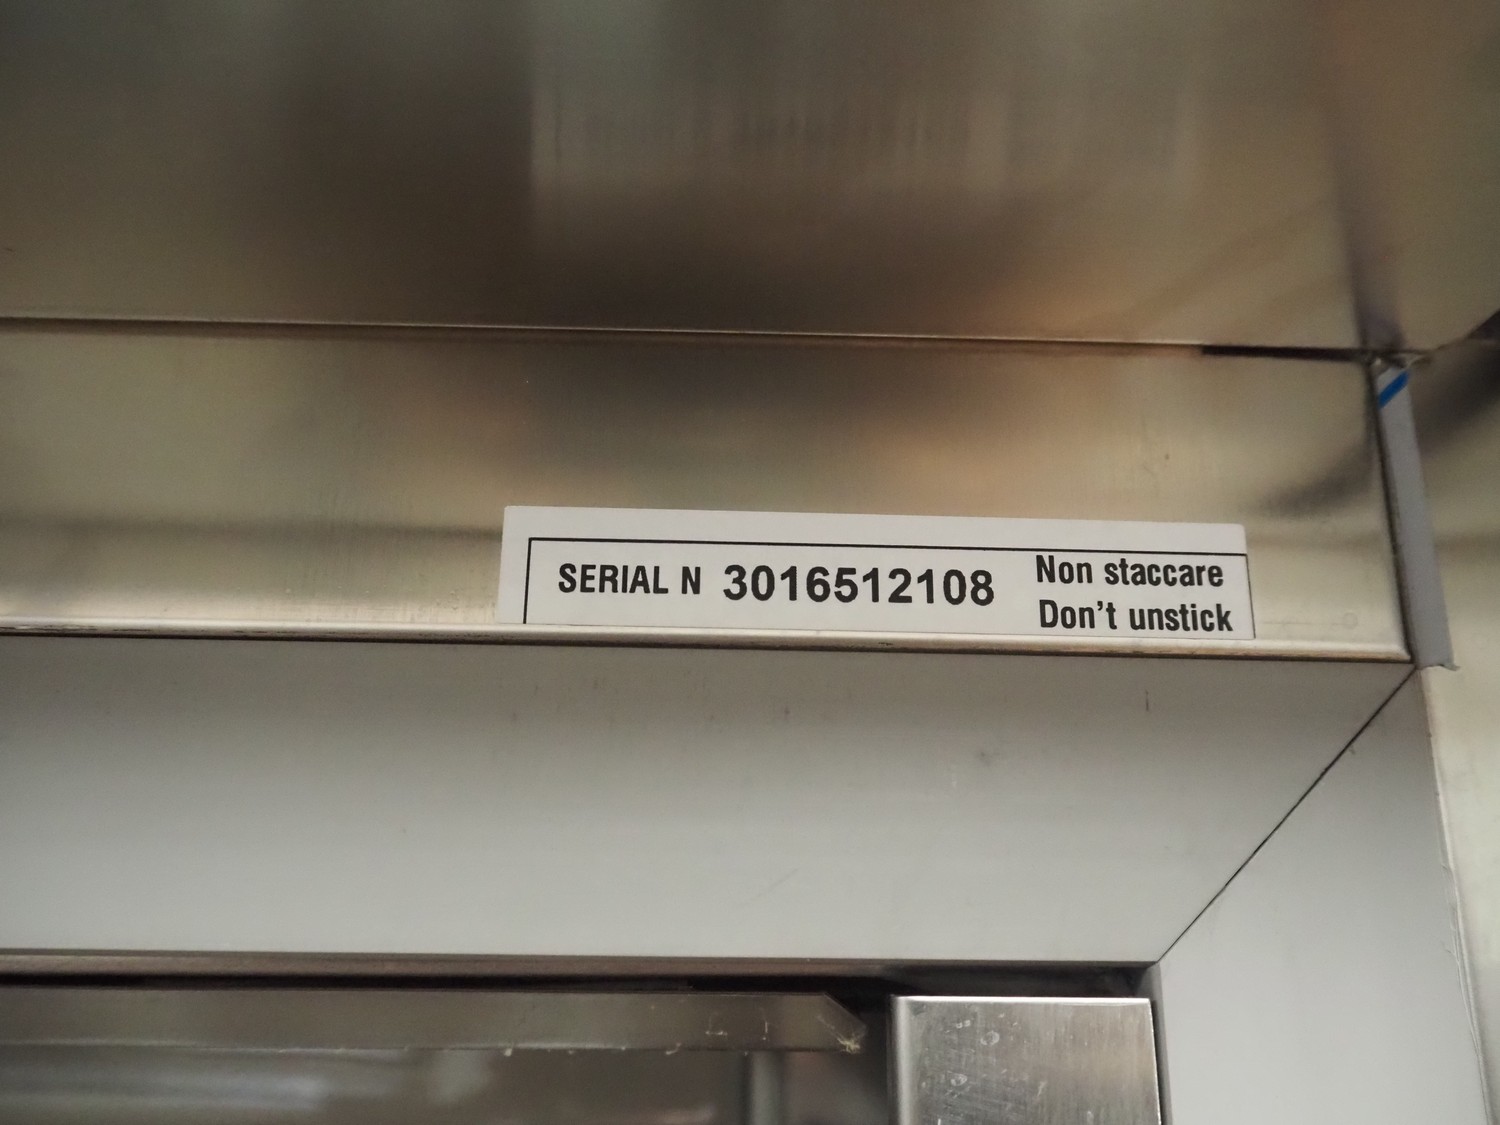 SERIAL N 3016512108
Non staccare
Don't unstick